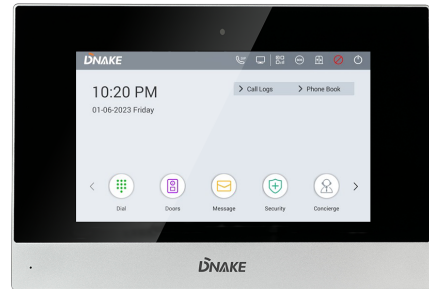 DNAKE
10:20 PM
01-06-2023 Friday
Call Logs
Phone Book
Dial
Doors
Message
Security
Concierge
DNAKE